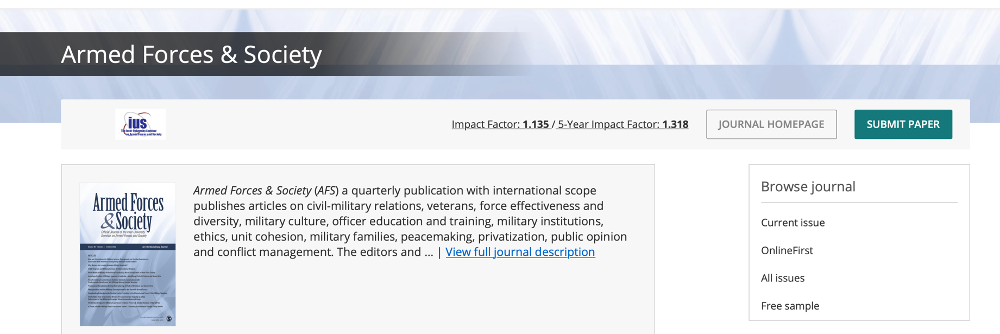 Armed Forces & Society
ius
The Inter-University Seminar
on Armed Forces and Society
Impact Factor: 1.135 / 5-Year Impact Factor: 1.318
JOURNAL HOMEPAGE
SUBMIT PAPER
Armed Forces
& Society
Official Journal of the Inter-University
Seminar on Armed Forces and Society
An Interdisciplinary Journal
ARTICLES
Armed Forces & Society (AFS) a quarterly publication with international scope
publishes articles on civil-military relations, veterans, force effectiveness and
diversity, military culture, officer education and training, military institutions,
ethics, unit cohesion, military families, peacemaking, privatization, public opinion
and conflict management. The editors and ... | View full journal description
Browse journal
Current issue
OnlineFirst
All issues
Free sample